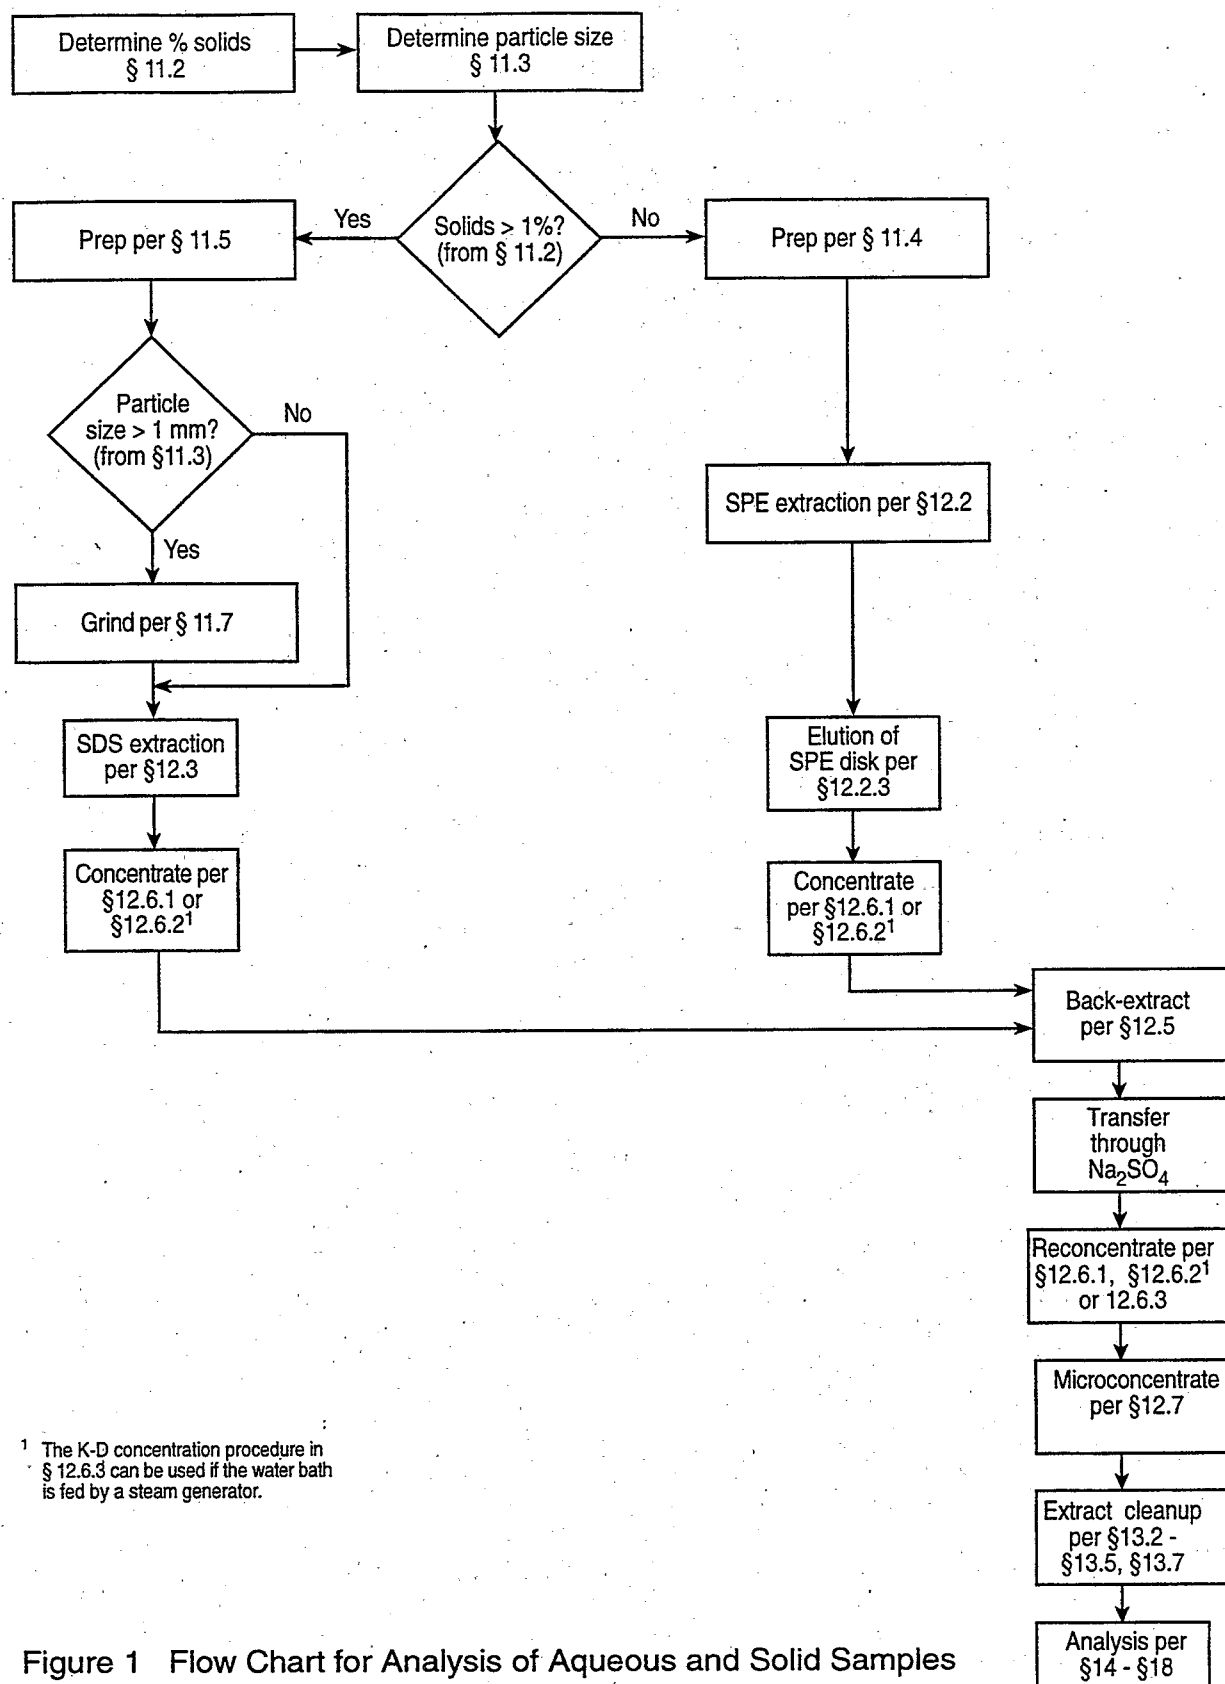 Determine % solids
§ 11.2
Determine particle size
§ 11.3
Solids > 1%?
(from § 11.2)
Yes
No
Prep per § 11.5
Prep per § 11.4
Particle
size > 1 mm?
(from §11.3)
No
Yes
SPE extraction per §12.2
Grind per § 11.7
SDS extraction
per §12.3
Elution of
SPE disk per
§12.2.3
Concentrate per
§12.6.1 or
§12.6.2¹
Concentrate
per §12.6.1 or
§12.6.2¹
Back-extract
per §12.5
Transfer
through
Na₂SO₄
Reconcentrate per
§12.6.1, §12.6.2¹
or 12.6.3
Microconcentrate
per §12.7
Extract cleanup
per §13.2 -
§13.5, §13.7
Analysis per
§14 - §18
¹ The K-D concentration procedure in
§ 12.6.3 can be used if the water bath
is fed by a steam generator.
Figure 1 Flow Chart for Analysis of Aqueous and Solid Samples